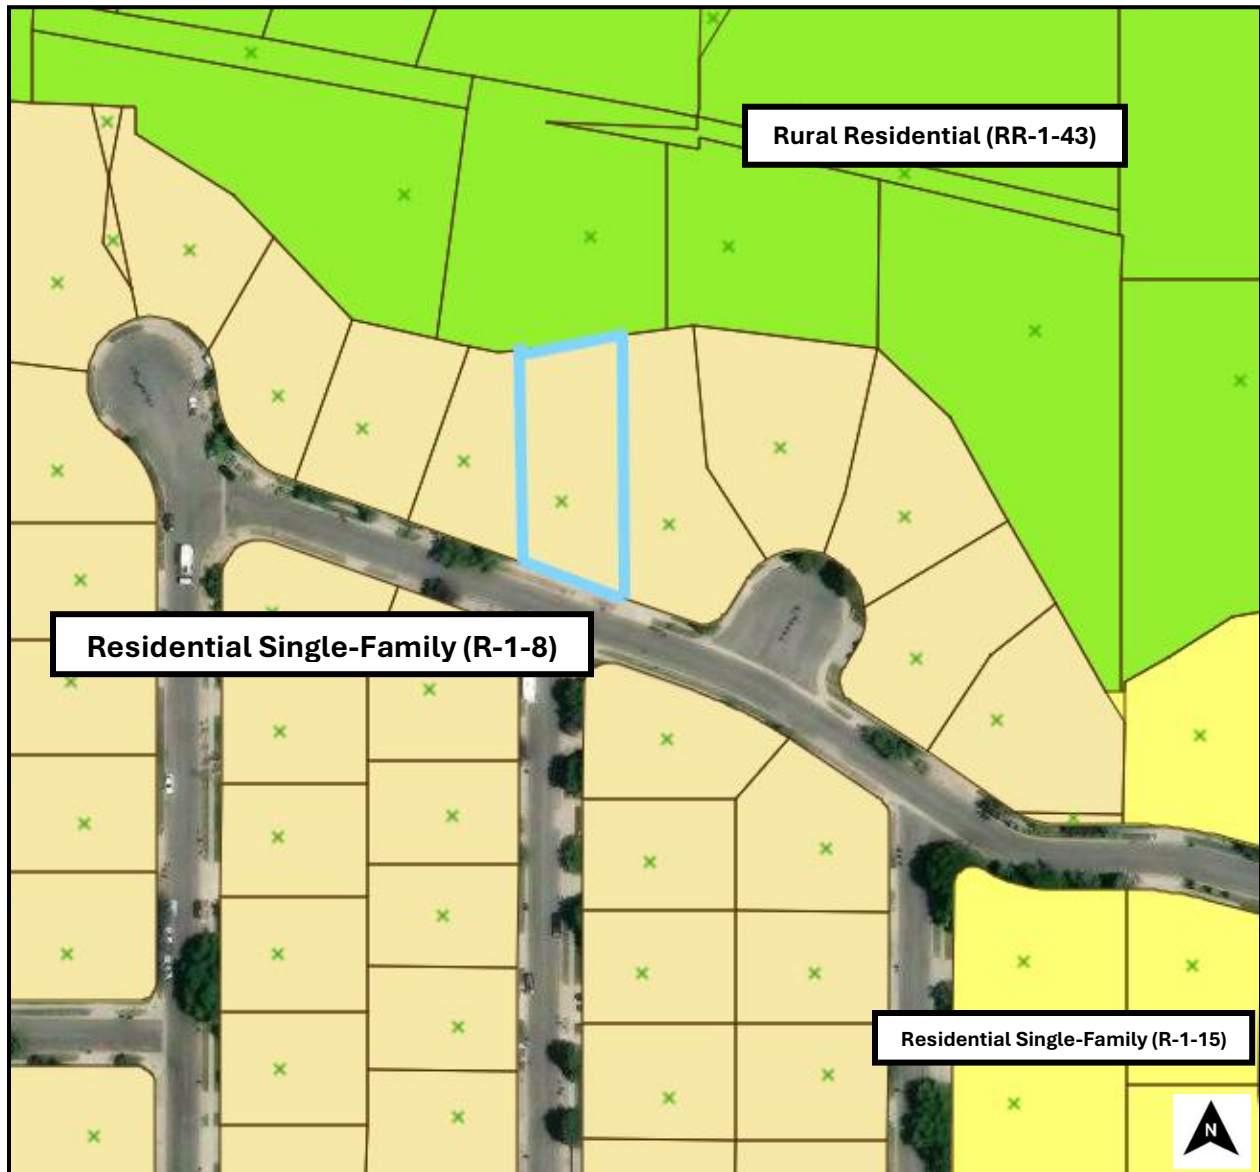 Rural Residential (RR-1-43)
Residential Single-Family (R-1-8)
Residential Single-Family (R-1-15)
N